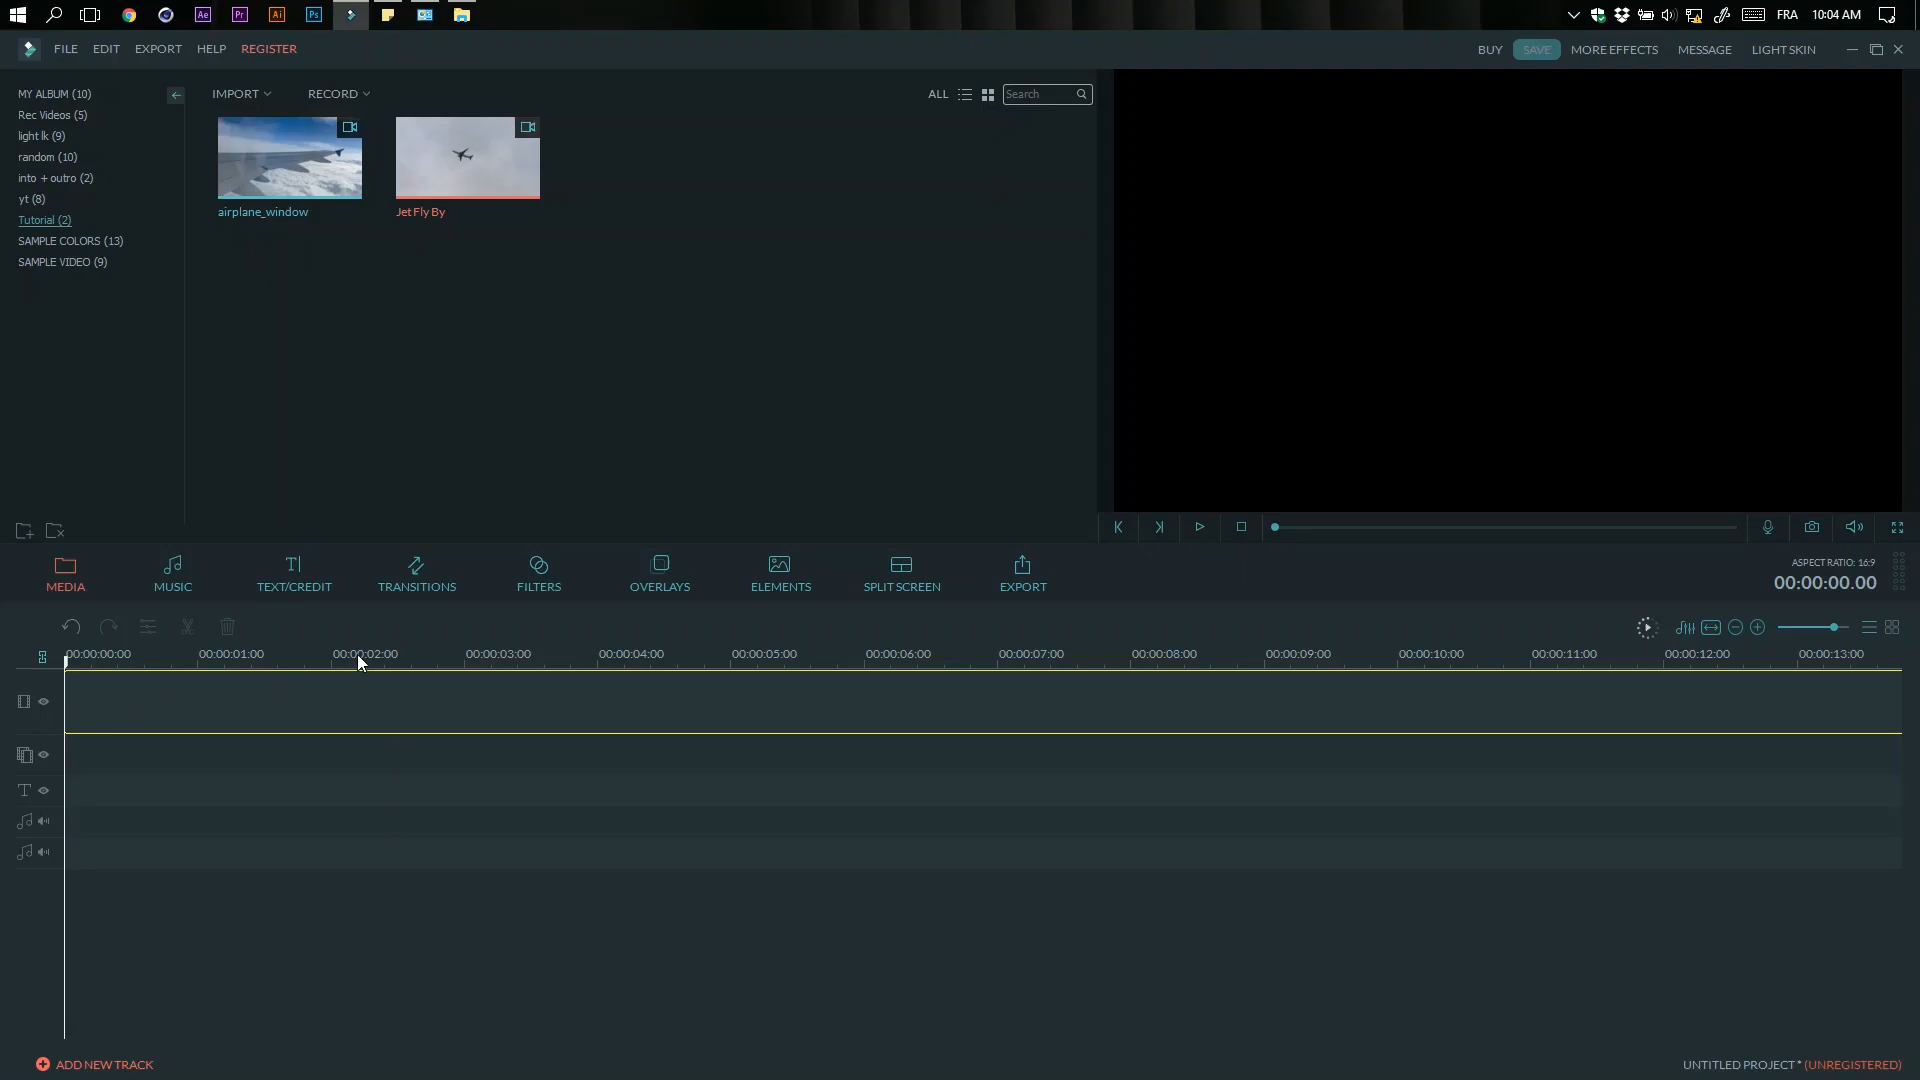 Ae Pr Ai Ps
FRA 10:04 AM
FILE EDIT EXPORT HELP REGISTER
BUY SAVE MORE EFFECTS MESSAGE LIGHT SKIN
MY ALBUM (10)
Rec Videos (5)
light lk (9)
random (10)
into + outro (2)
yt (8)
Tutorial (2)
SAMPLE COLORS (13)
SAMPLE VIDEO (9)
IMPORT RECORD ALL Search
airplane_window Jet Fly By
MEDIA MUSIC TEXT/CREDIT TRANSITIONS FILTERS OVERLAYS ELEMENTS SPLIT SCREEN EXPORT
ASPECT RATIO: 16:9
00:00:00.00
00:00:00:00 00:00:01:00 00:00:02:00 00:00:03:00 00:00:04:00 00:00:05:00 00:00:06:00 00:00:07:00 00:00:08:00 00:00:09:00 00:00:10:00 00:00:11:00 00:00:12:00 00:00:13:00
ADD NEW TRACK
UNTITLED PROJECT * (UNREGISTERED)